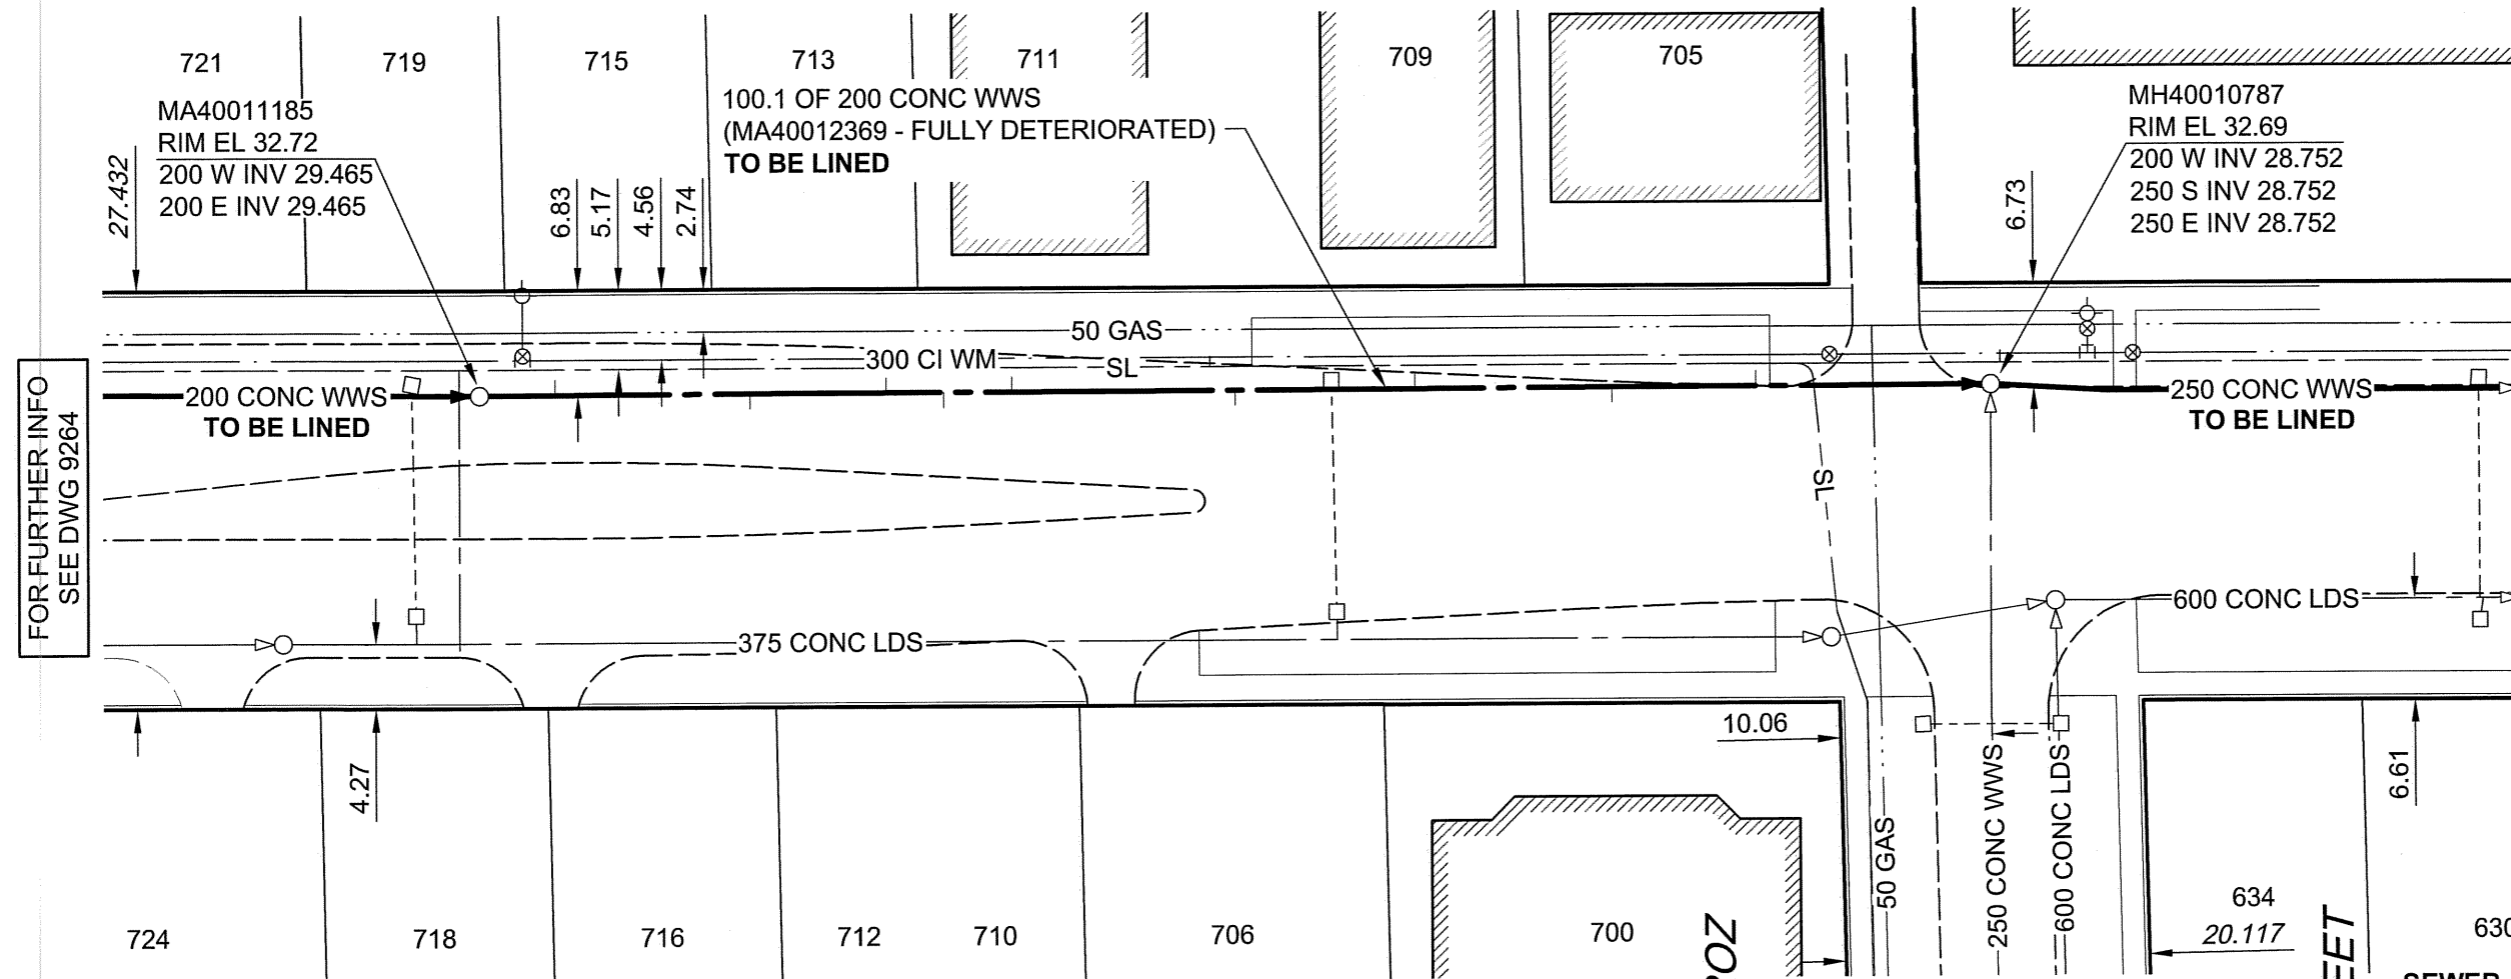 721
719
715
713
711
709
705
MA40011185
RIM EL 32.72
200 W INV 29.465
200 E INV 29.465
100.1 OF 200 CONC WWS
(MA40012369 - FULLY DETERIORATED)
TO BE LINED
MH40010787
RIM EL 32.69
200 W INV 28.752
250 S INV 28.752
250 E INV 28.752
27.432
6.83
5.17
4.56
2.74
6.73
50 GAS
300 CI WM
SL
200 CONC WWS
TO BE LINED
250 CONC WWS
TO BE LINED
FOR FURTHER INFO
SEE DWG 9264
SL
375 CONC LDS
600 CONC LDS
4.27
10.06
6.61
50 GAS
250 CONC WWS
600 CONC LDS
724
718
716
712
710
706
700
634
20.117
630
POZ
EET
SEWER